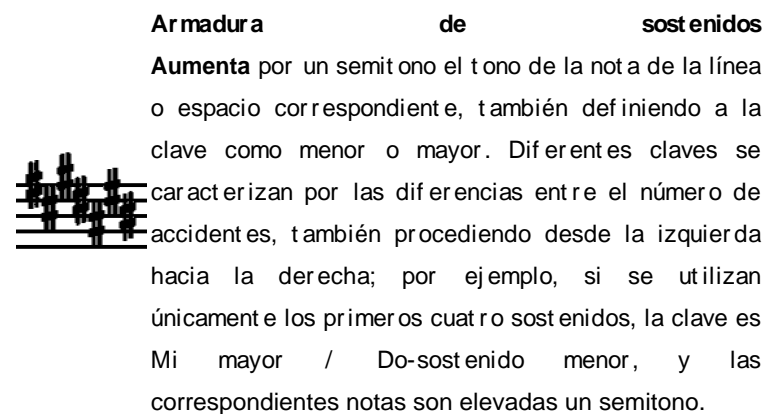 Armadura de sostenidos
Aumenta por un semitono el tono de la nota de la línea
o espacio correspondiente, también definiendo a la
clave como menor o mayor. Diferentes claves se
caracterizan por las diferencias entre el número de
accidentes, también procediendo desde la izquierda
hacia la derecha; por ejemplo, si se utilizan
únicamente los primeros cuatro sostenidos, la clave es
Mi mayor / Do-sostenido menor, y las
correspondientes notas son elevadas un semitono.